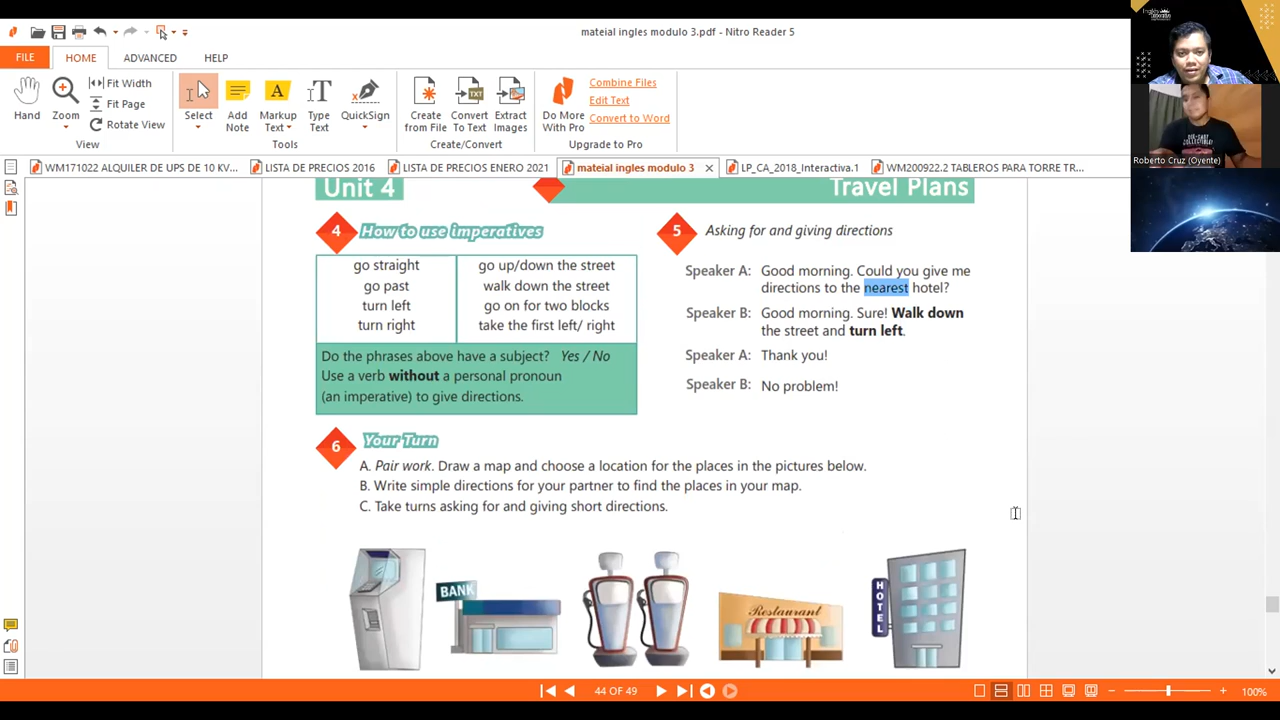 mateial ingles modulo 3.pdf - Nitro Reader 5
FILE
HOME
ADVANCED
HELP
Hand
Zoom
Fit Width
Fit Page
Rotate View
View
Select
Add Note
Markup Text
Type Text
QuickSign
Tools
Create from File
Convert To Text
Extract Images
Create/Convert
Do More With Pro
Combine Files
Edit Text
Convert to Word
Upgrade to Pro
WM171022 ALQUILER DE UPS DE 10 KV...
LISTA DE PRECIOS 2016
LISTA DE PRECIOS ENERO 2021
mateial ingles modulo 3
LP_CA_2018_Interactiva.1
WM200922.2 TABLEROS PARA TORRE TR...
Roberto Cruz (Oyente)
Unit 4
Travel Plans
4 How to use imperatives
go straight
go past
turn left
turn right
go up/down the street
walk down the street
go on for two blocks
take the first left/ right
Do the phrases above have a subject? Yes / No
Use a verb without a personal pronoun
(an imperative) to give directions.
5 Asking for and giving directions
Speaker A: Good morning. Could you give me
directions to the nearest hotel?
Speaker B: Good morning. Sure! Walk down
the street and turn left.
Speaker A: Thank you!
Speaker B: No problem!
6 Your Turn
A. Pair work. Draw a map and choose a location for the places in the pictures below.
B. Write simple directions for your partner to find the places in your map.
C. Take turns asking for and giving short directions.
BANK
Restaurant
HOTEL
44 OF 49
100%